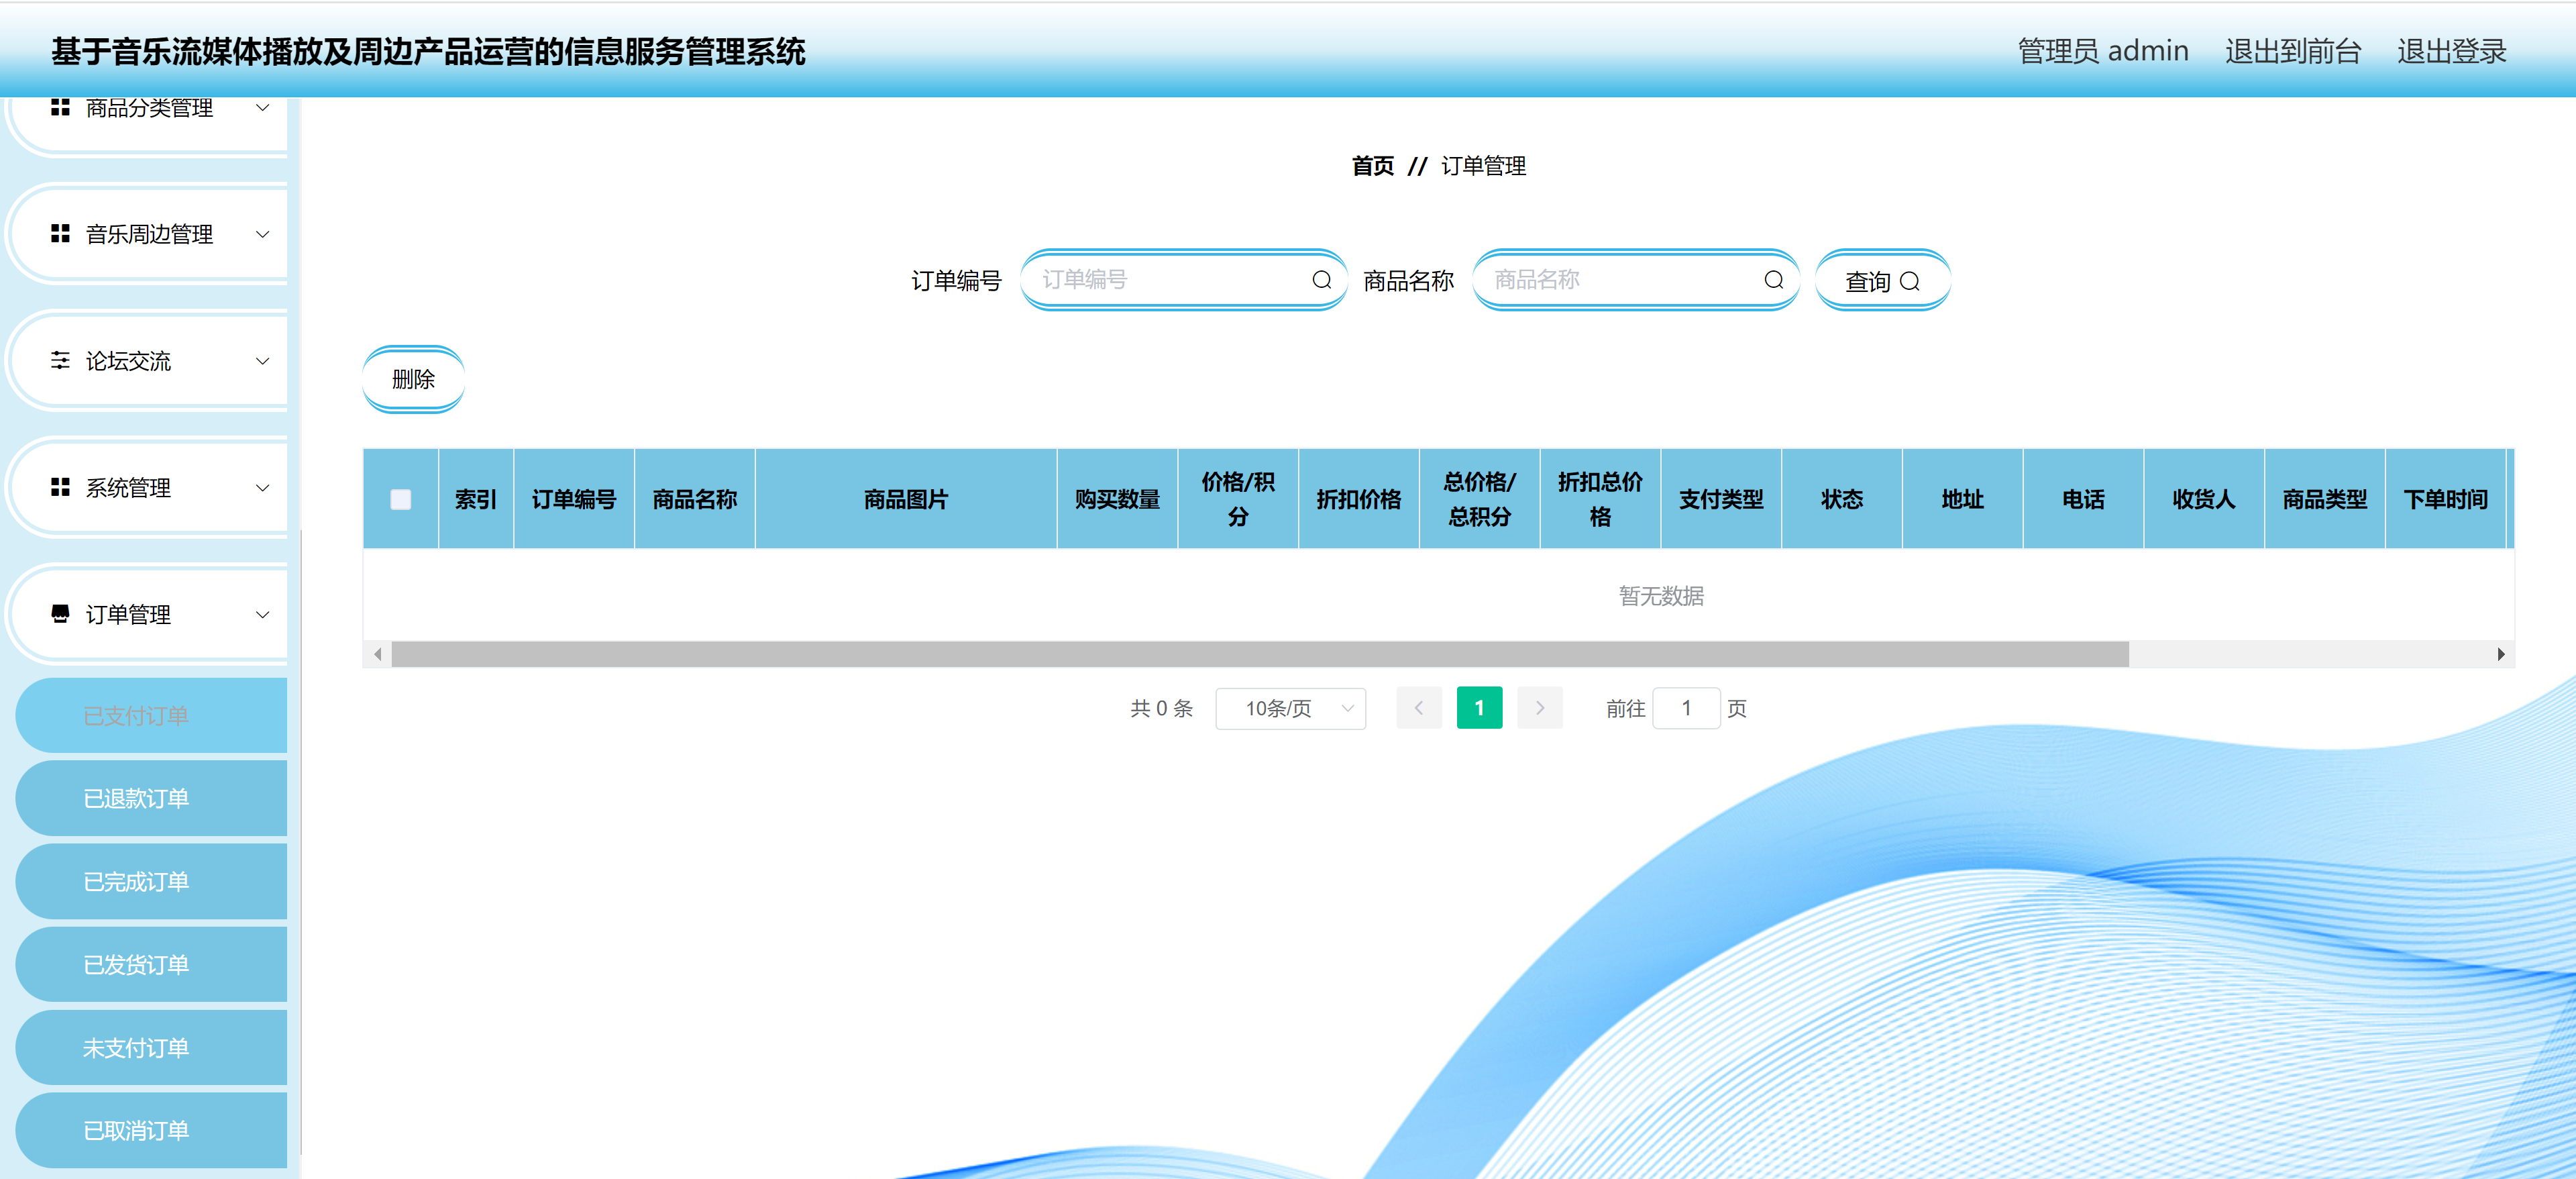 基于音乐流媒体播放及周边产品运营的信息服务管理系统
管理员 admin 退出到前台 退出登录
商品分类管理
音乐周边管理
论坛交流
系统管理
订单管理
已支付订单
已退款订单
已完成订单
已发货订单
未支付订单
已取消订单
首页 // 订单管理
订单编号 订单编号 商品名称 商品名称 查询
删除
索引 订单编号 商品名称 商品图片 购买数量 价格/积分 折扣价格 总价格/总积分 折扣总价格 支付类型 状态 地址 电话 收货人 商品类型 下单时间
暂无数据
共 0 条 10条/页 1 前往 1 页